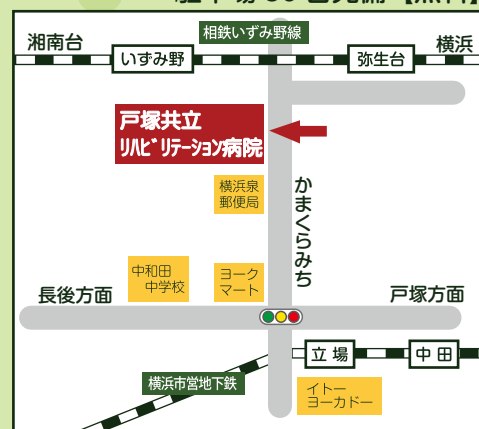 相鉄いずみ野線
湘南台
横浜
いずみ野
弥生台
戸塚共立
リハビリテーション病院
横浜泉
郵便局
かまくらみち
中和田
中学校
ヨーク
マート
長後方面
戸塚方面
立場
中田
横浜市営地下鉄
イトー
ヨーカドー